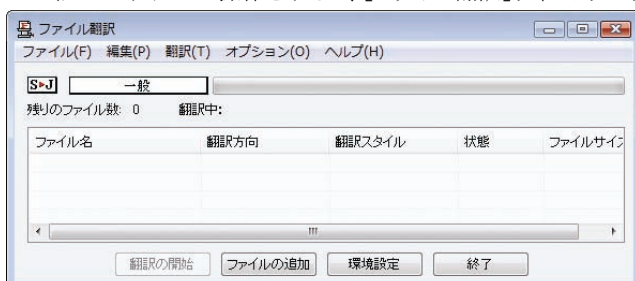 ファイル翻訳
ファイル(F) 編集(P) 翻訳(T) オプション(O) ヘルプ(H)
S▶J 一般
残りのファイル数: 0 翻訳中:
ファイル名 翻訳方向 翻訳スタイル 状態 ファイルサイズ
翻訳の開始 ファイルの追加 環境設定 終了